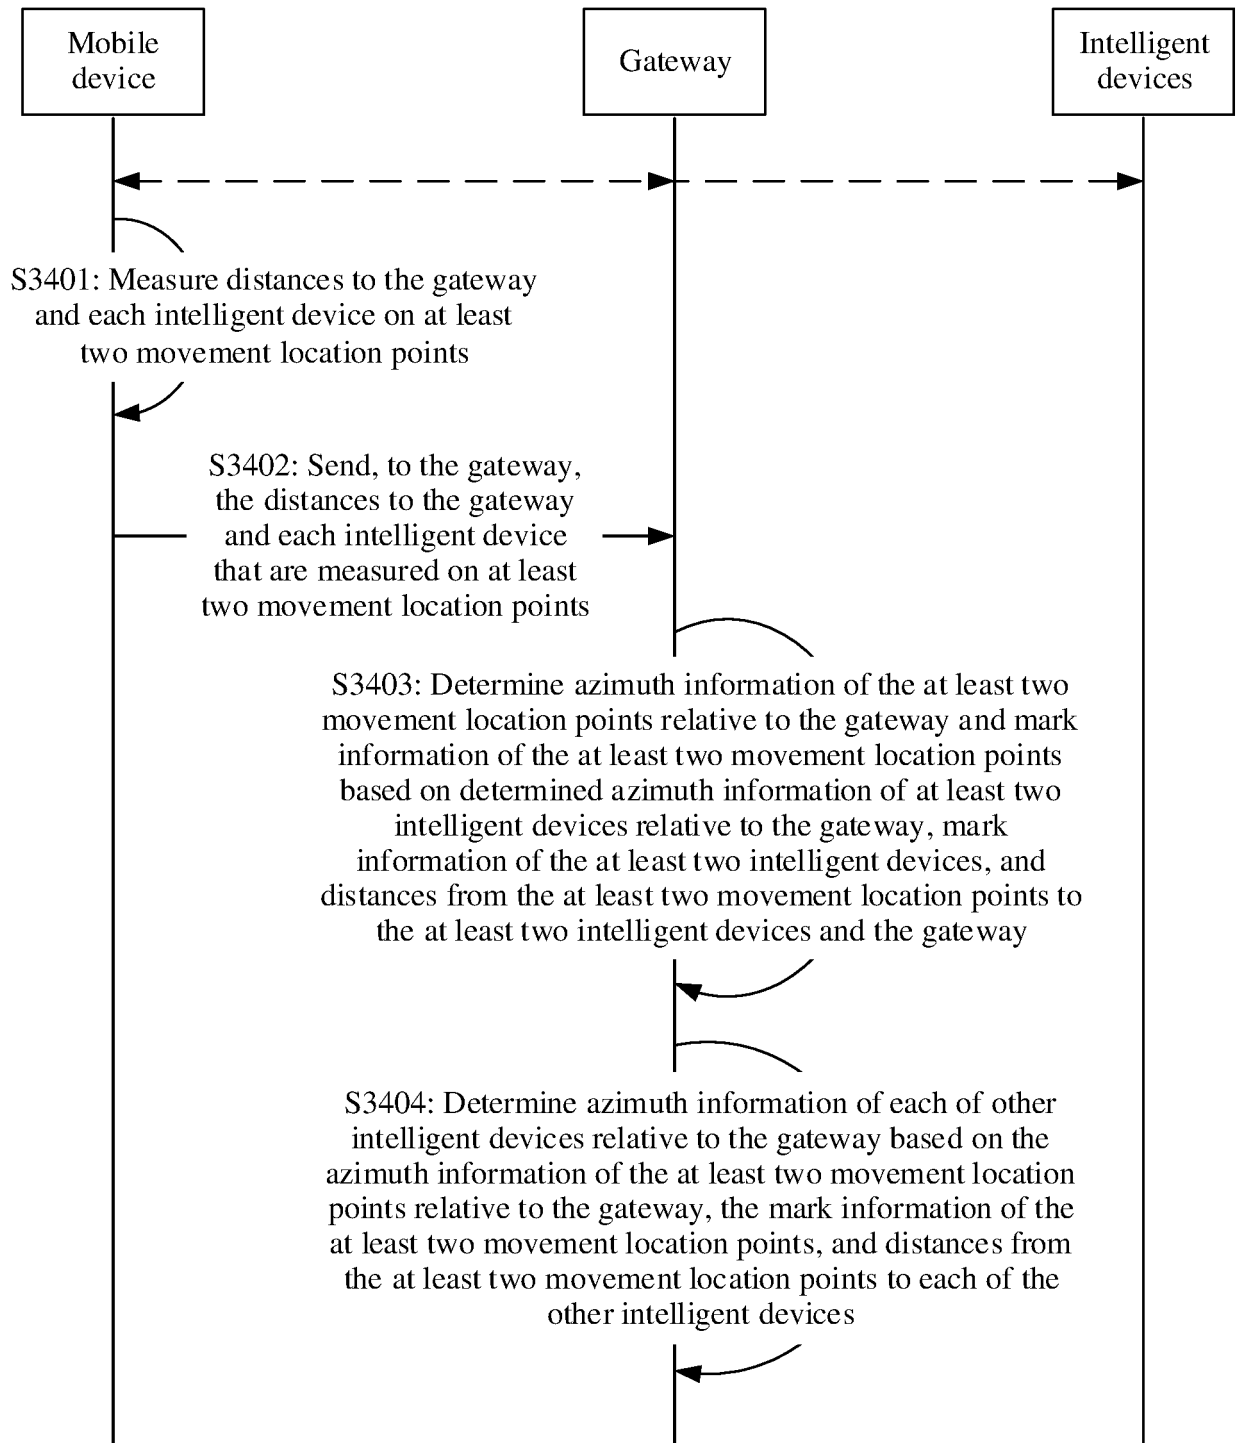 Mobile
device
Gateway
Intelligent
devices
S3401: Measure distances to the gateway
and each intelligent device on at least
two movement location points
S3402: Send, to the gateway,
the distances to the gateway
and each intelligent device
that are measured on at least
two movement location points
S3403: Determine azimuth information of the at least two
movement location points relative to the gateway and mark
information of the at least two movement location points
based on determined azimuth information of at least two
intelligent devices relative to the gateway, mark
information of the at least two intelligent devices, and
distances from the at least two movement location points to
the at least two intelligent devices and the gateway
S3404: Determine azimuth information of each of other
intelligent devices relative to the gateway based on the
azimuth information of the at least two movement location
points relative to the gateway, the mark information of the
at least two movement location points, and distances from
the at least two movement location points to each of the
other intelligent devices